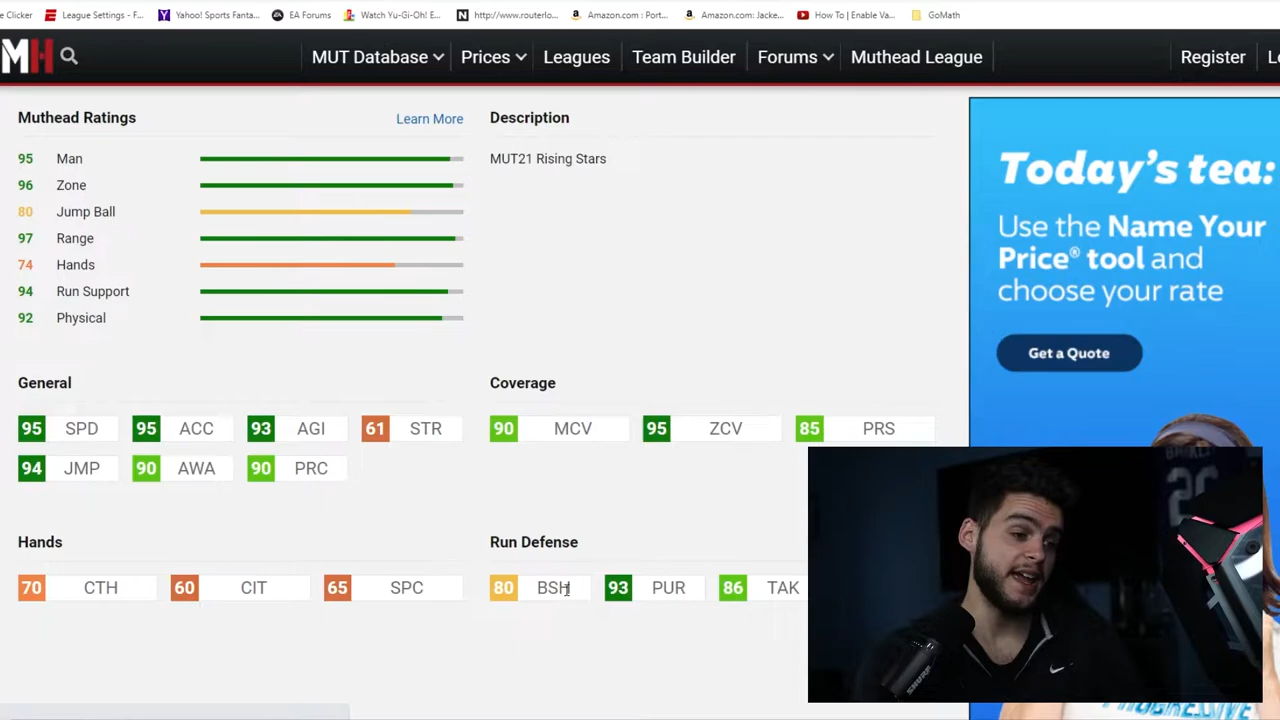 e Clicker
League Settings - F...
Yahoo! Sports Fanta...
EA Forums
Watch Yu-Gi-Oh! E...
http://www.routerlo...
Amazon.com : Port...
Amazon.com: Jacke...
How To | Enable Va...
GoMath
MH
MUT Database
Prices
Leagues
Team Builder
Forums
Muthead League
Register
Muthead Ratings
Learn More
95 Man
96 Zone
80 Jump Ball
97 Range
74 Hands
94 Run Support
92 Physical
Description
MUT21 Rising Stars
General
95 SPD 95 ACC 93 AGI 61 STR
94 JMP 90 AWA 90 PRC
Coverage
90 MCV 95 ZCV 85 PRS
Hands
70 CTH 60 CIT 65 SPC
Run Defense
80 BSH 93 PUR 86 TAK
Today's tea:
Use the Name Your
Price® tool and
choose your rate
Get a Quote
PROGRESSIVE
SHURE